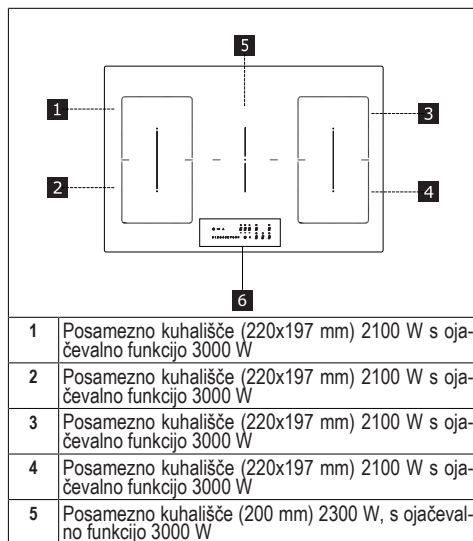 5
1
3
2
4
6
1 Posamezno kuhališče (220x197 mm) 2100 W s oja-
čevalno funkcijo 3000 W
2 Posamezno kuhališče (220x197 mm) 2100 W s oja-
čevalno funkcijo 3000 W
3 Posamezno kuhališče (220x197 mm) 2100 W s oja-
čevalno funkcijo 3000 W
4 Posamezno kuhališče (220x197 mm) 2100 W s oja-
čevalno funkcijo 3000 W
5 Posamezno kuhališče (200 mm) 2300 W, s ojačeval-
no funkcijo 3000 W